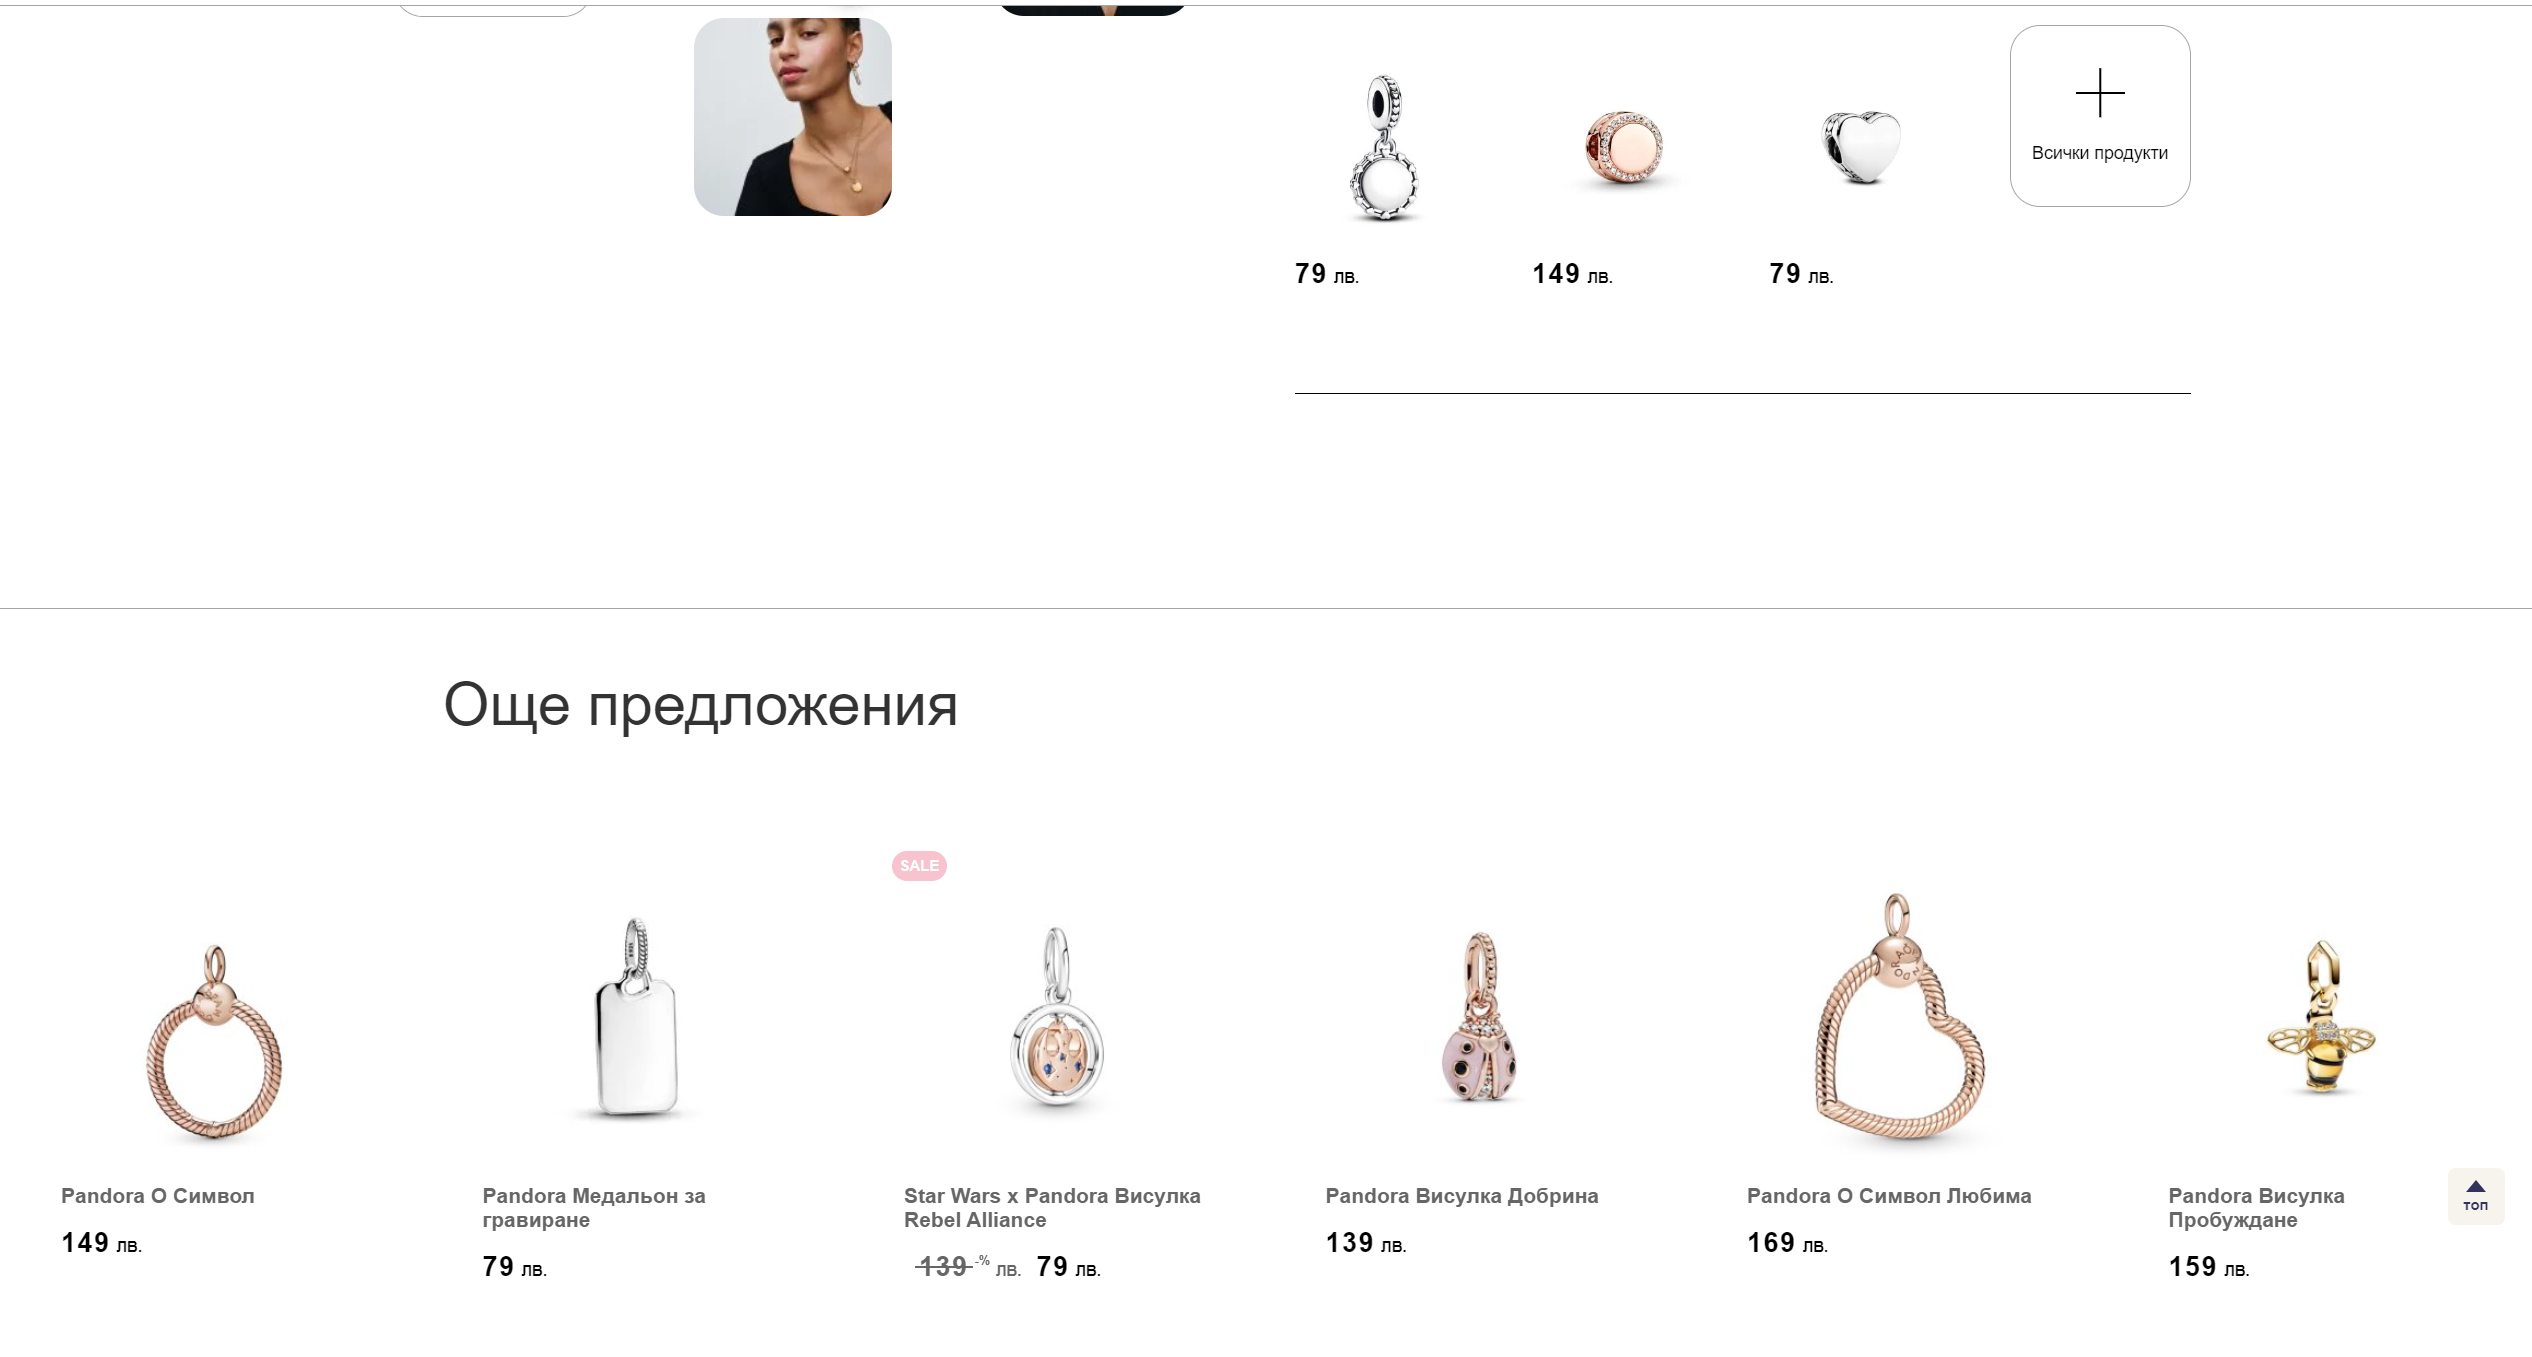 Всички продукти
79 лв.
149 лв.
79 лв.
Още предложения
SALE
Pandora О Символ
149 лв.
Pandora Медальон за
гравиране
79 лв.
Star Wars x Pandora Висулка
Rebel Alliance
139 -% лв. 79 лв.
Pandora Висулка Добрина
139 лв.
Pandora О Символ Любима
169 лв.
Pandora Висулка
Пробуждане
159 лв.
ТОП